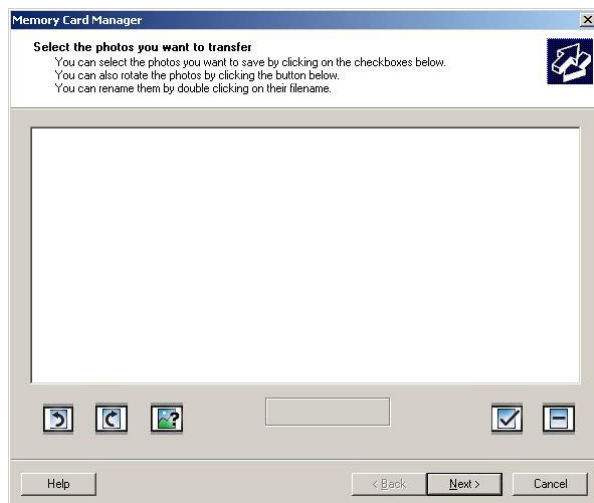 Memory Card Manager
Select the photos you want to transfer
You can select the photos you want to save by clicking on the checkboxes below.
You can also rotate the photos by clicking the button below.
You can rename them by double clicking on their filename.
?
Help
< Back
Next >
Cancel